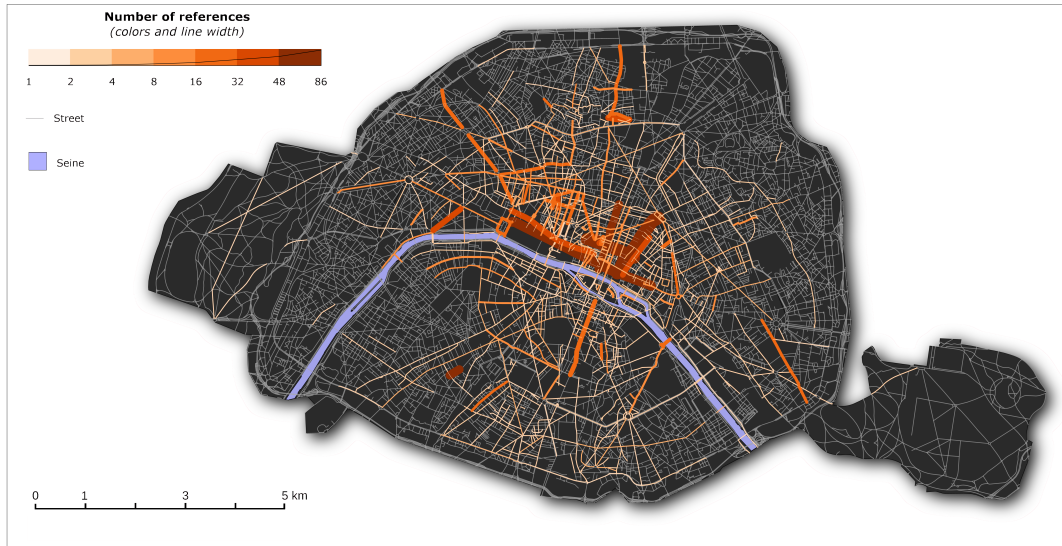 Number of references
(colors and line width)
1 2 4 8 16 32 48 86
Street
Seine
0 1 3 5 km